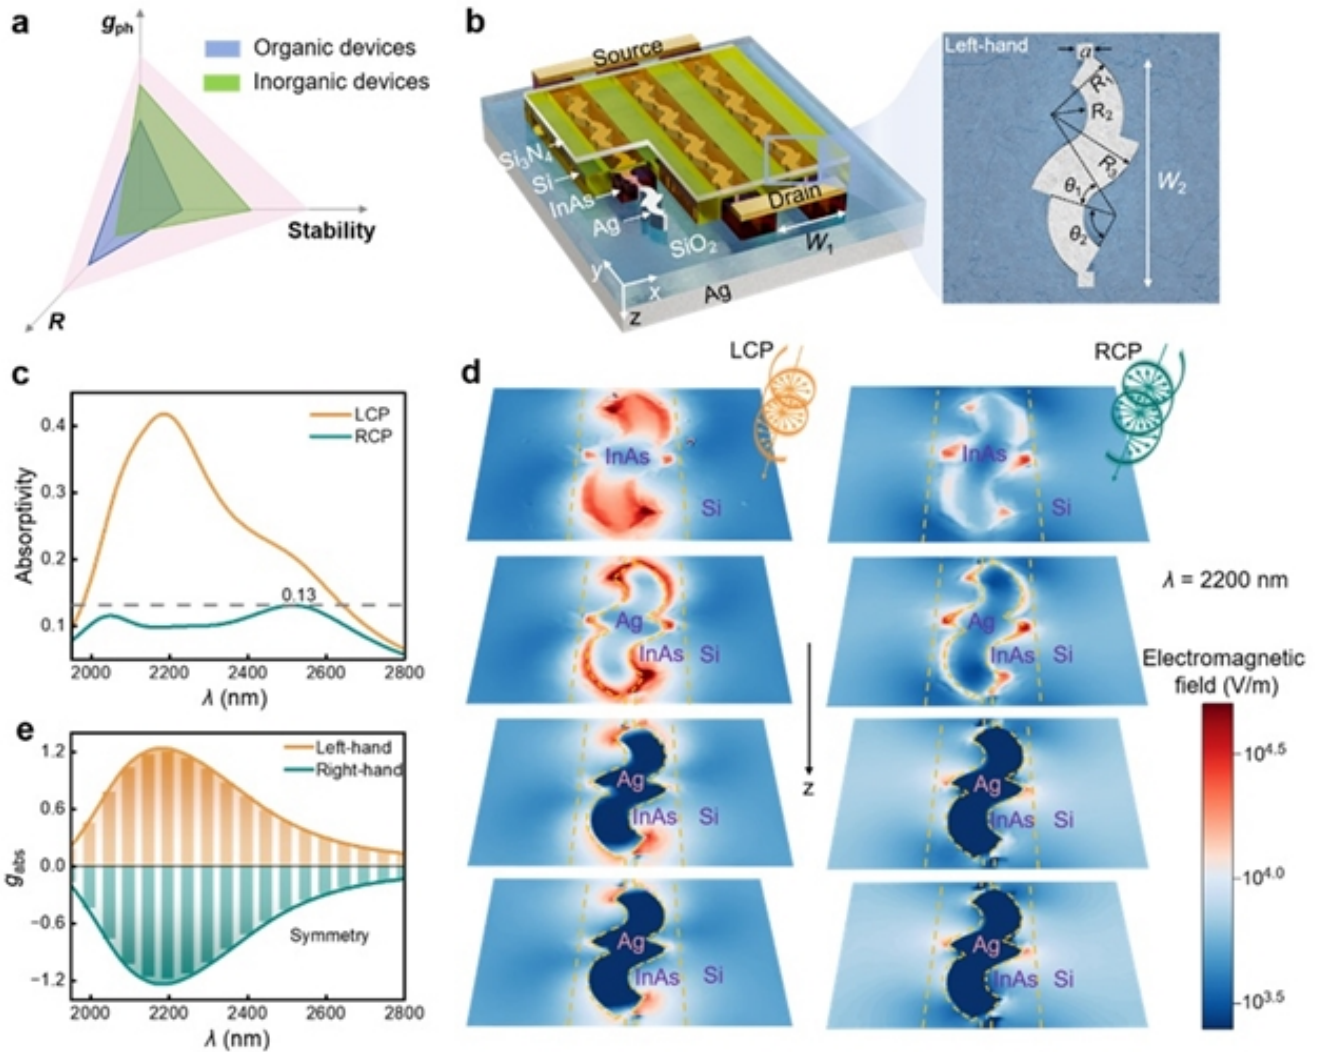 a
g_ph
Organic devices
Inorganic devices
Stability
R
b
Source
Si₃N₄
Si
InAs
Ag
SiO₂
Drain
W₁
y
x
z
Ag
Left-hand
a
R₁
R₂
R₃
θ₁
θ₂
W₂
c
LCP
RCP
0.13
0.4
0.3
0.2
0.1
Absorptivity
2000 2200 2400 2600 2800
λ (nm)
d
LCP
RCP
InAs
Si
InAs
Si
Ag
InAs Si
Ag
InAs Si
Ag
InAs Si
Ag
InAs Si
Ag
InAs Si
Ag
InAs Si
z
λ = 2200 nm
Electromagnetic
field (V/m)
10^4.5
10^4.0
10^3.5
e
Left-hand
Right-hand
1.2
0.6
0.0
−0.6
−1.2
g_abs
Symmetry
2000 2200 2400 2600 2800
λ (nm)